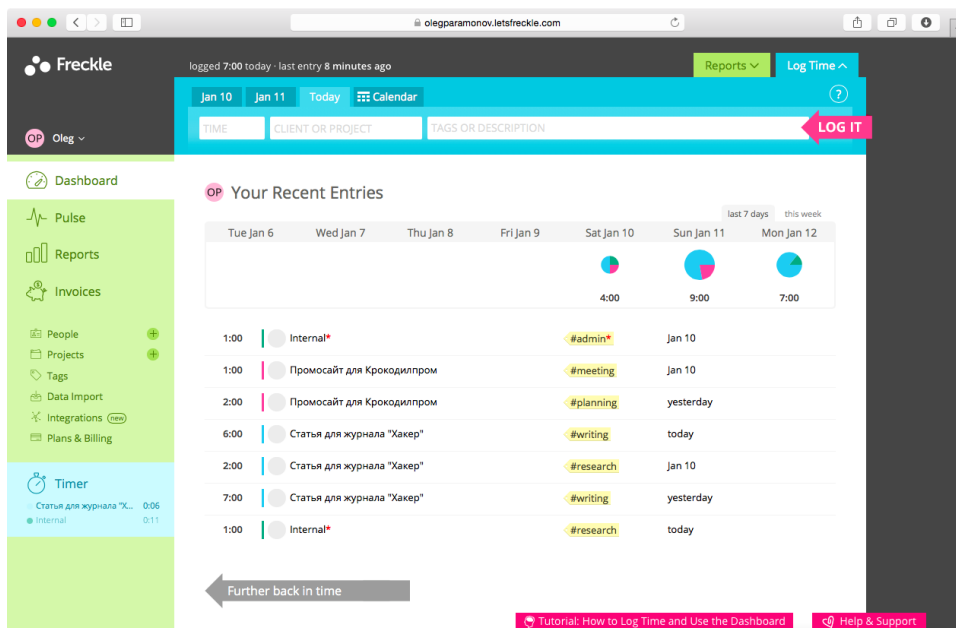 olegparamonov.letsfreckle.com
Freckle
logged 7:00 today · last entry 8 minutes ago
Reports
Log Time
Jan 10
Jan 11
Today
Calendar
?
TIME
CLIENT OR PROJECT
TAGS OR DESCRIPTION
LOG IT
OP Oleg
Dashboard
Pulse
Reports
Invoices
People
Projects
Tags
Data Import
Integrations new
Plans & Billing
Timer
Статья для журнала "Х... 0:06
Internal 0:11
OP Your Recent Entries
last 7 days this week
Tue Jan 6 Wed Jan 7 Thu Jan 8 Fri Jan 9 Sat Jan 10 Sun Jan 11 Mon Jan 12
4:00 9:00 7:00
1:00 Internal* #admin* Jan 10
1:00 Промосайт для Крокодилпром #meeting Jan 10
2:00 Промосайт для Крокодилпром #planning yesterday
6:00 Статья для журнала "Хакер" #writing today
2:00 Статья для журнала "Хакер" #research Jan 10
7:00 Статья для журнала "Хакер" #writing yesterday
1:00 Internal* #research today
Further back in time
Tutorial: How to Log Time and Use the Dashboard
Help & Support